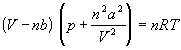 (V - nb) (p + n²a²/V²) = nRT